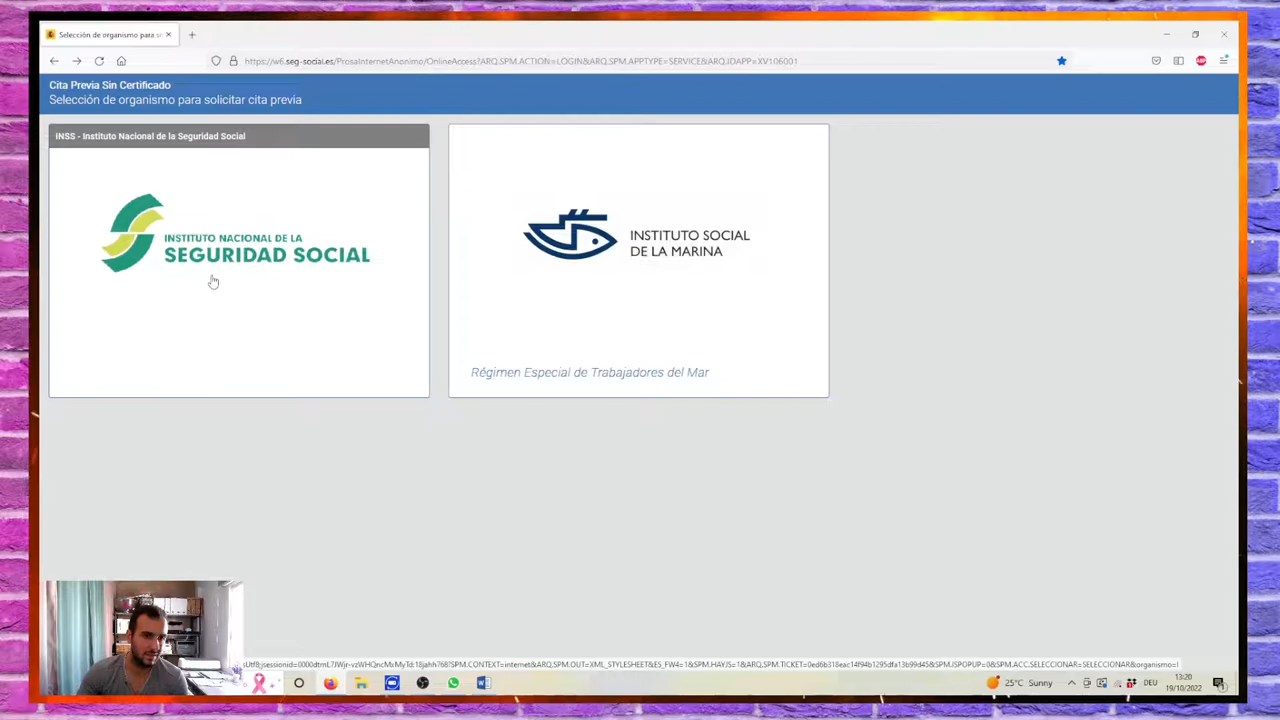 Selección de organismo para so
https://w6.seg-social.es/ProsaInternetAnonimo/OnlineAccess?ARQ.SPM.ACTION=LOGIN&ARQ.SPM.APPTYPE=SERVICE&ARQ.IDAPP=XV106001
Cita Previa Sin Certificado
Selección de organismo para solicitar cita previa
INSS - Instituto Nacional de la Seguridad Social
INSTITUTO NACIONAL DE LA
SEGURIDAD SOCIAL
INSTITUTO SOCIAL
DE LA MARINA
Régimen Especial de Trabajadores del Mar
25°C Sunny
DEU
13:20
19/10/2022